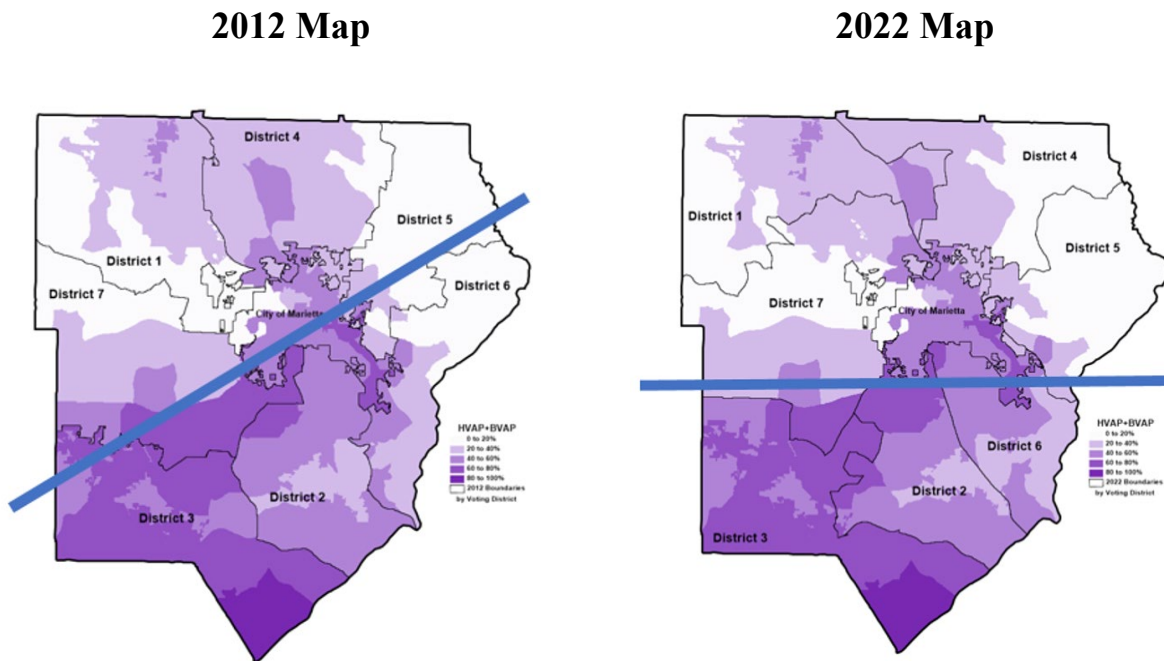 2012 Map
District 4
District 5
District 1
District 6
District 7
City of Marietta
HVAP+BVAP
0 to 20%
20 to 40%
40 to 60%
60 to 80%
80 to 100%
2012 Boundaries
by Voting District
District 2
District 3
2022 Map
District 4
District 1
District 5
District 7
City of Marietta
HVAP+BVAP
0 to 20%
20 to 40%
40 to 60%
60 to 80%
80 to 100%
2022 Boundaries
by Voting District
District 6
District 2
District 3